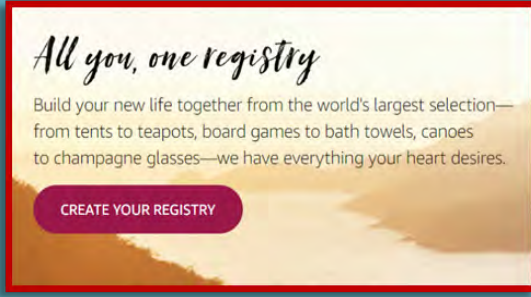 All you, one registry
Build your new life together from the world's largest selection—
from tents to teapots, board games to bath towels, canoes
to champagne glasses—we have everything your heart desires.
CREATE YOUR REGISTRY